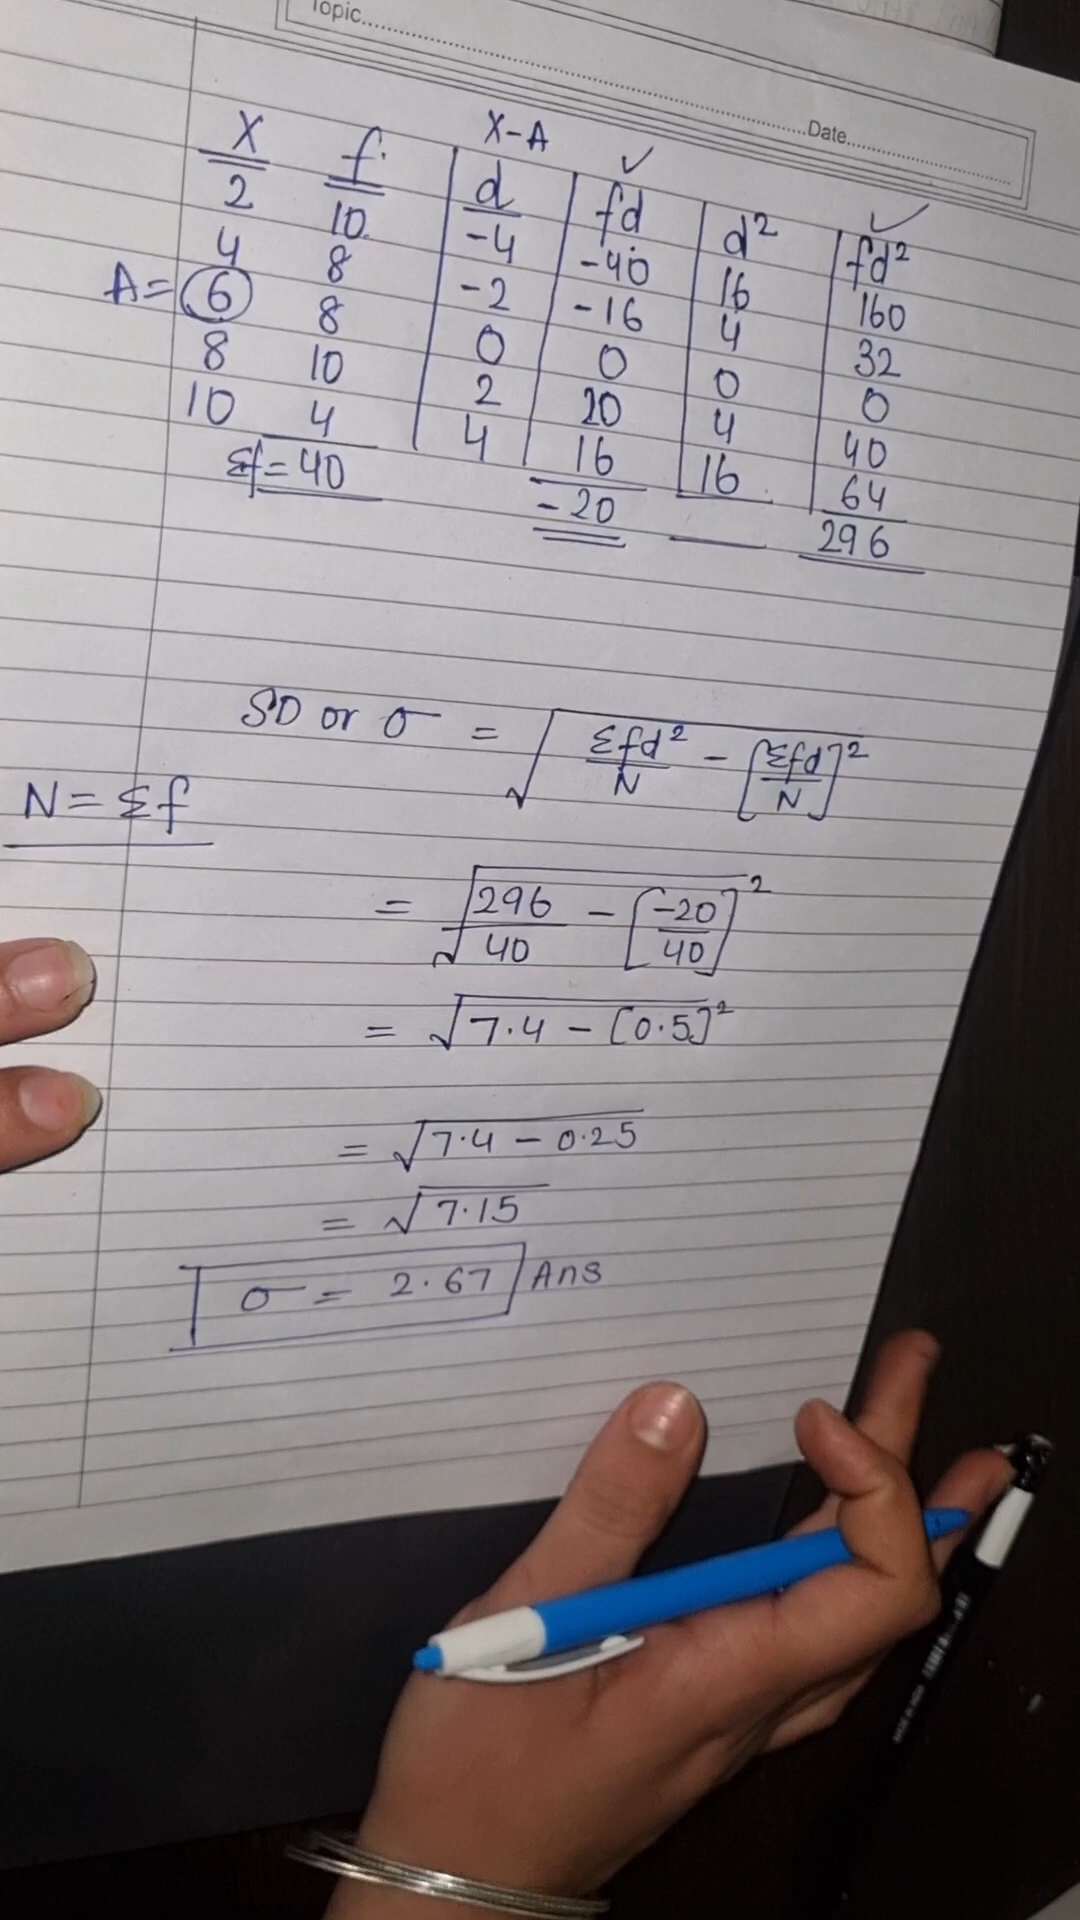 Topic
Date
X f X-A d fd ✓ d² fd² ✓
2 10 -4 -40 16 160
4 8 -2 -16 4 32
A= 6 8 0 0 0 0
8 10 2 20 4 40
10 4 4 16 16 64
Σf = 40 -20 296
SD or σ = √ Σfd²/N - [Σfd/N]²
N = Σf
= √ 296/40 - [-20/40]²
= √ 7.4 - [0.5]²
= √ 7.4 - 0.25
= √ 7.15
σ = 2.67 Ans